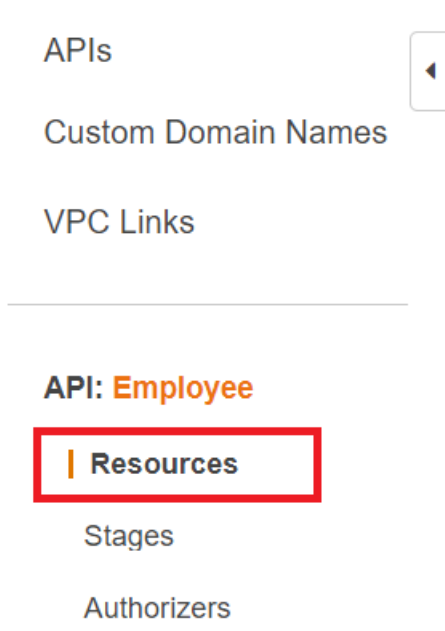 APIs
Custom Domain Names
VPC Links
API: Employee
Resources
Stages
Authorizers